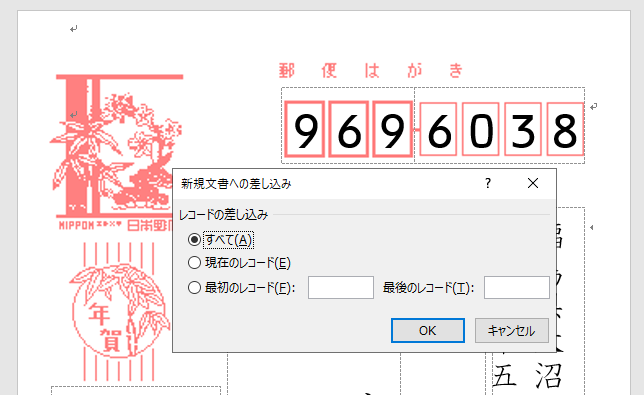 郵便はがき
969-6038
NIPPON
日本郵
年
賀
新規文書への差し込み
? ×
レコードの差し込み
すべて(A)
現在のレコード(E)
最初のレコード(F): 最後のレコード(T):
OK キャンセル
沼
五